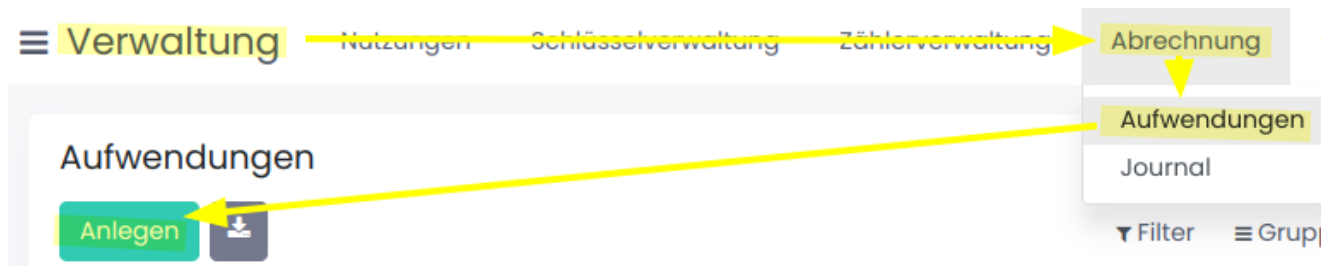 Verwaltung Nutzungen Schlüsselverwaltung Zählerverwaltung Abrechnung
Aufwendungen
Journal
Aufwendungen
Anlegen
Filter